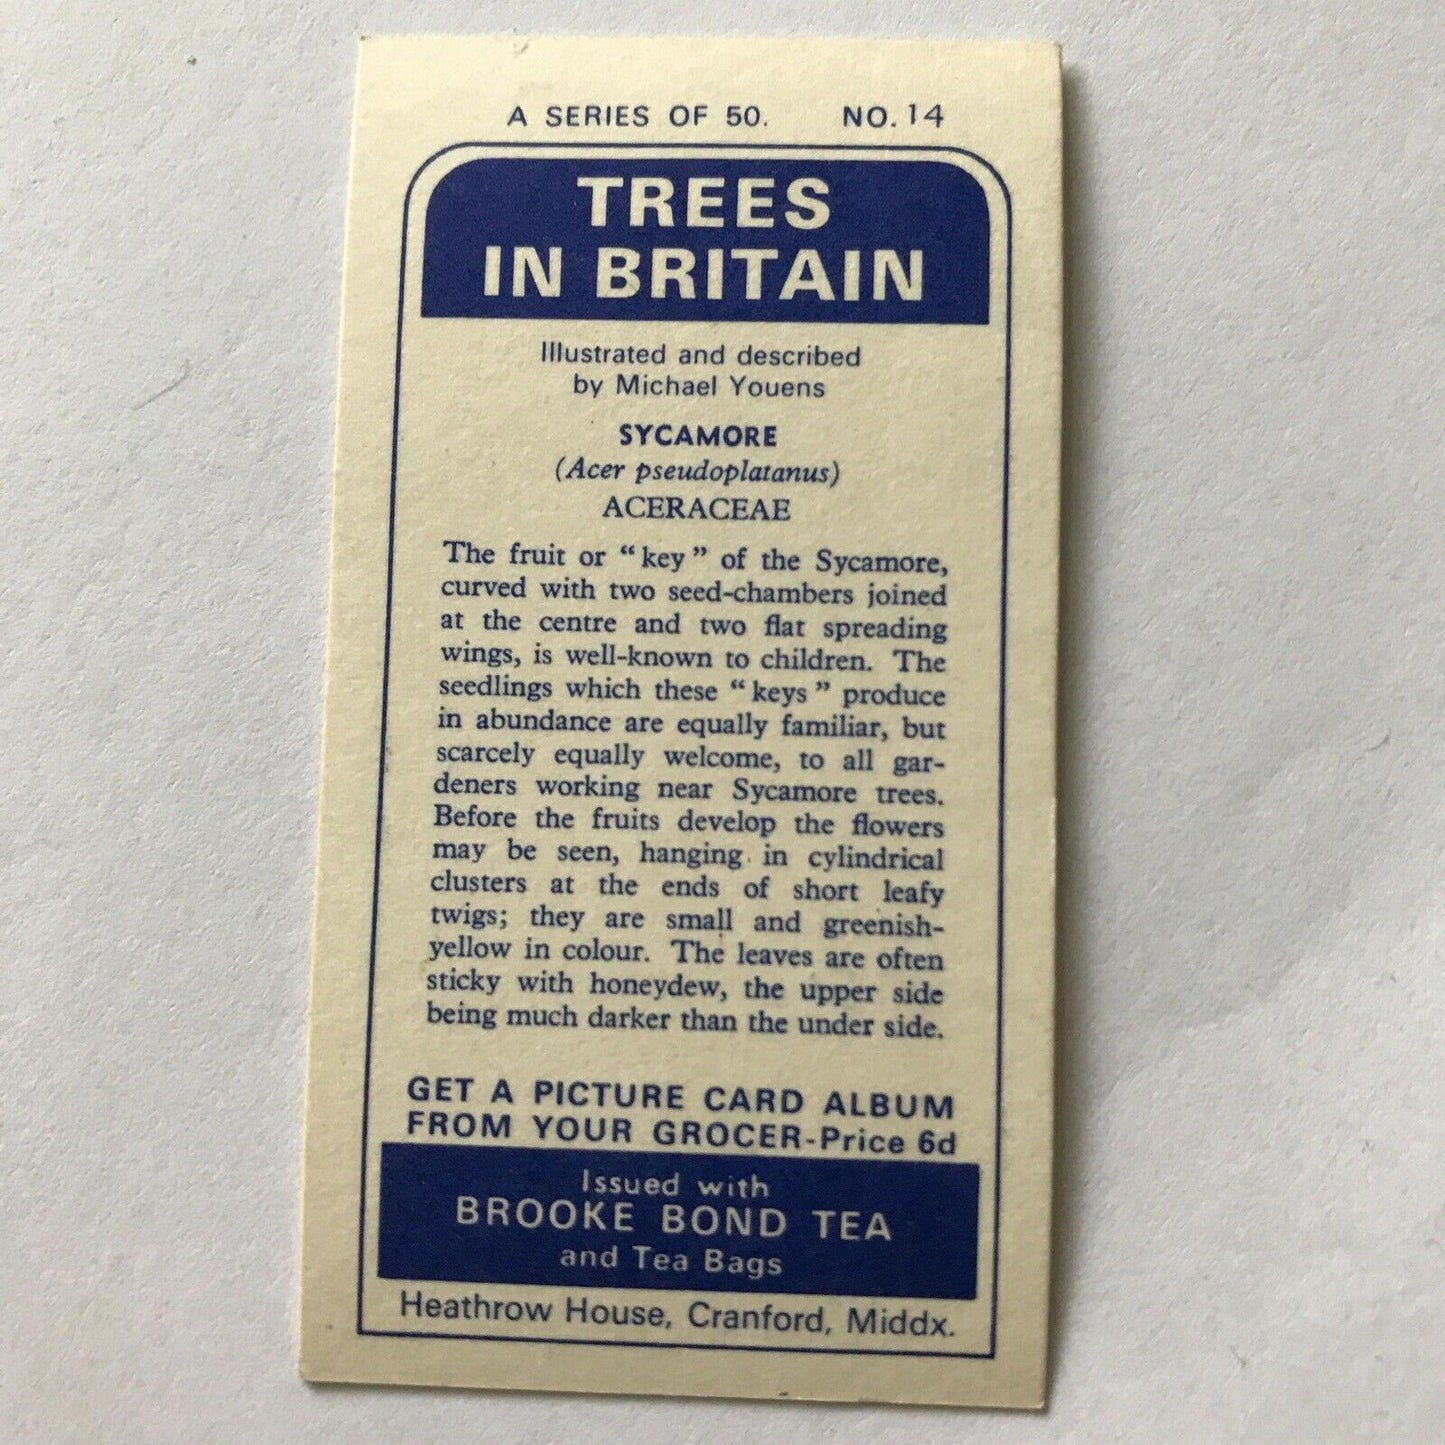 A SERIES OF 50. NO. 14
TREES
IN BRITAIN
Illustrated and described
by Michael Youens
SYCAMORE
(Acer pseudoplatanus)
ACERACEAE
The fruit or “key” of the Sycamore,
curved with two seed-chambers joined
at the centre and two flat spreading
wings, is well-known to children. The
seedlings which these “keys” produce
in abundance are equally familiar, but
scarcely equally welcome, to all gar-
deners working near Sycamore trees.
Before the fruits develop the flowers
may be seen, hanging in cylindrical
clusters at the ends of short leafy
twigs; they are small and greenish-
yellow in colour. The leaves are often
sticky with honeydew, the upper side
being much darker than the under side.
GET A PICTURE CARD ALBUM
FROM YOUR GROCER-Price 6d
Issued with
BROOKE BOND TEA
and Tea Bags
Heathrow House, Cranford, Middx.